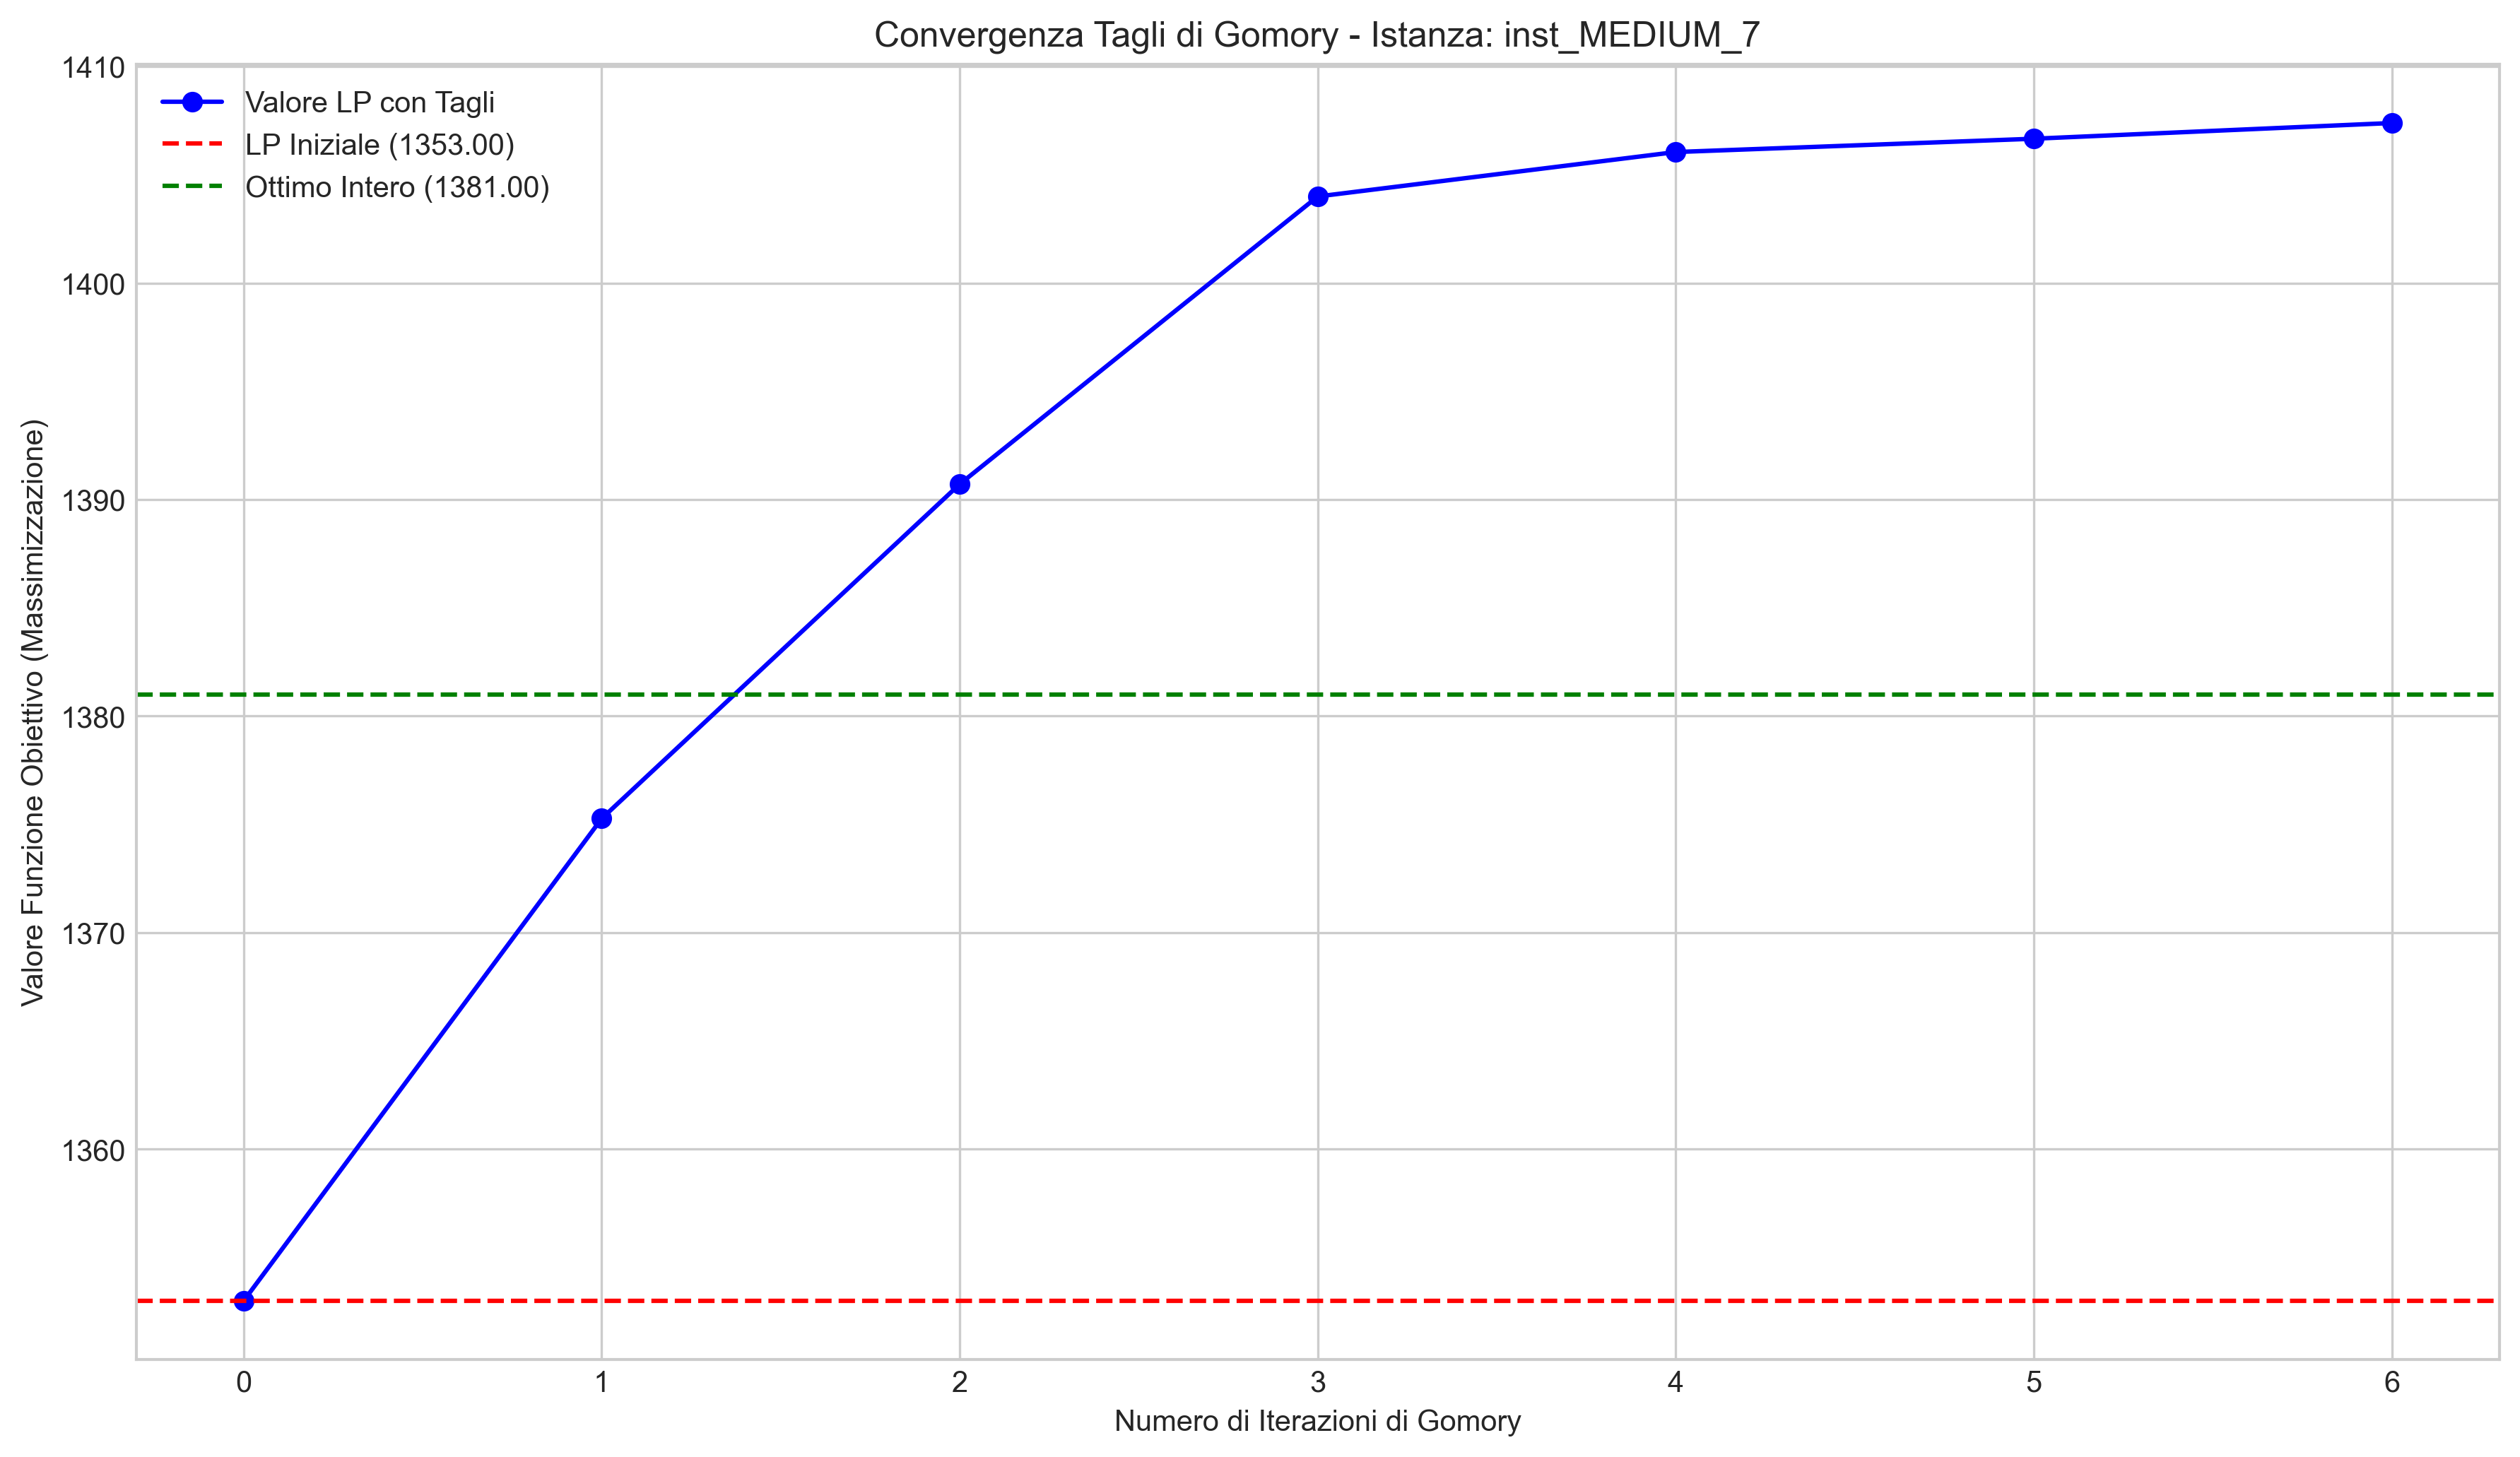 Convergenza Tagli di Gomory - Istanza: inst_MEDIUM_7
Valore LP con Tagli
LP Iniziale (1353.00)
Ottimo Intero (1381.00)
Valore Funzione Obiettivo (Massimizzazione)
1410
1400
1390
1380
1370
1360
0 1 2 3 4 5 6
Numero di Iterazioni di Gomory